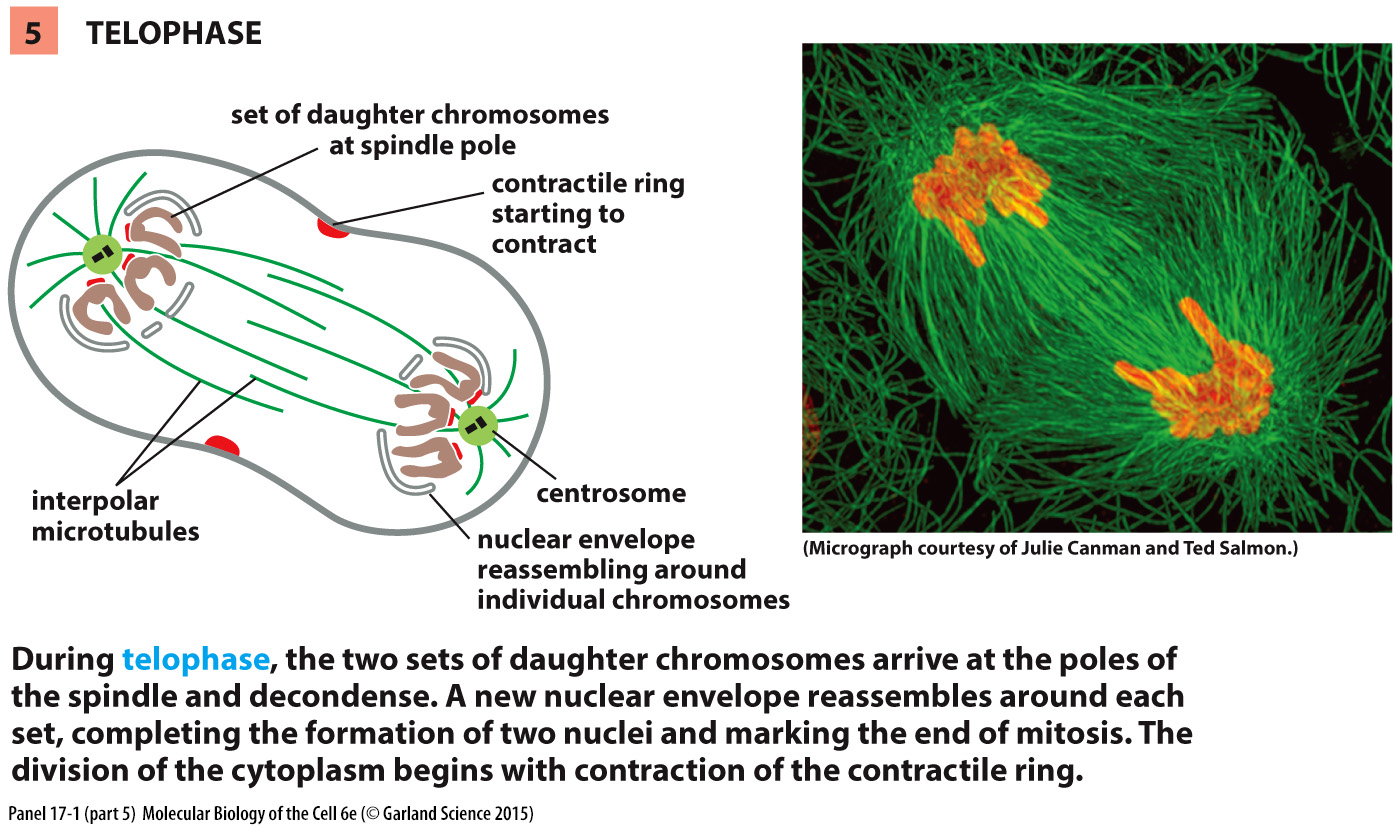 5 TELOPHASE
set of daughter chromosomes
at spindle pole
contractile ring
starting to
contract
interpolar
microtubules
centrosome
nuclear envelope
reassembling around
individual chromosomes
(Micrograph courtesy of Julie Canman and Ted Salmon.)
During telophase, the two sets of daughter chromosomes arrive at the poles of
the spindle and decondense. A new nuclear envelope reassembles around each
set, completing the formation of two nuclei and marking the end of mitosis. The
division of the cytoplasm begins with contraction of the contractile ring.
Panel 17-1 (part 5) Molecular Biology of the Cell 6e (© Garland Science 2015)